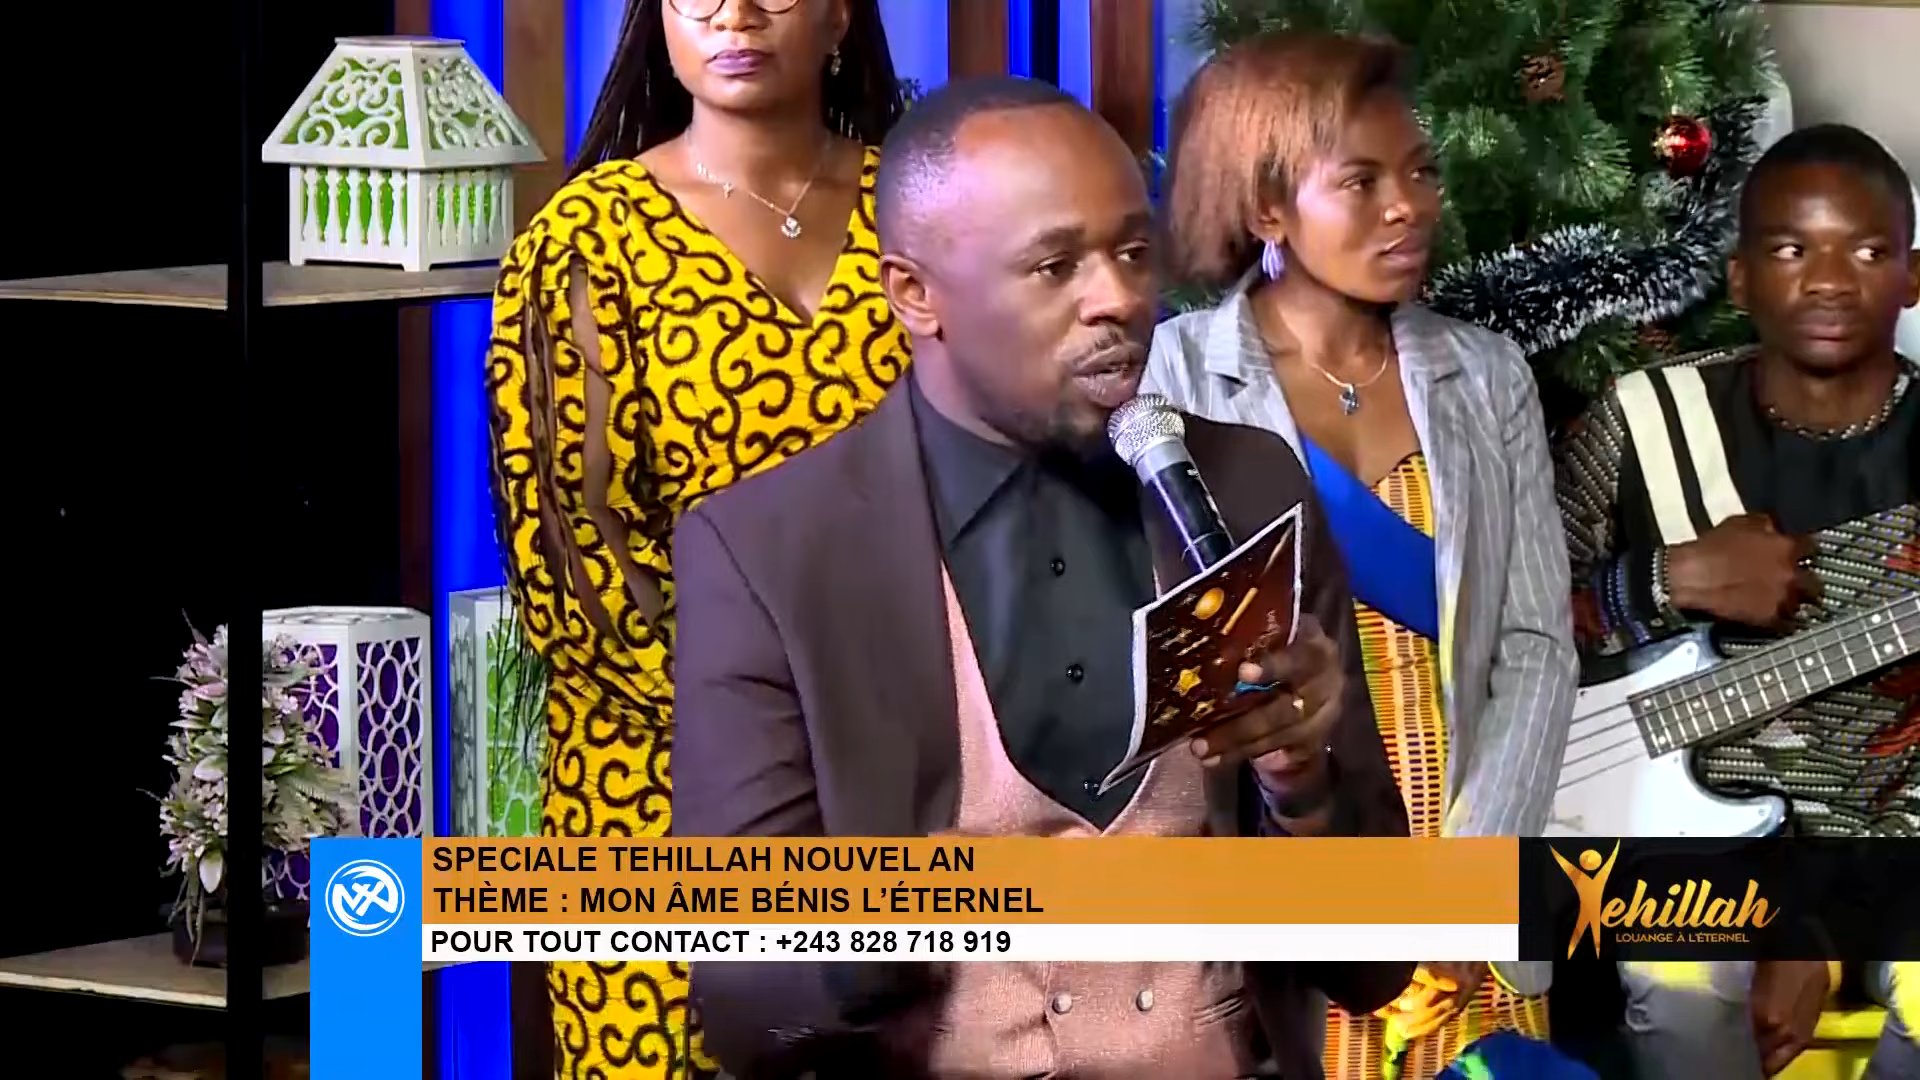 SPECIALE TEHILLAH NOUVEL AN
THÈME : MON ÂME BÉNIS L’ÉTERNEL
POUR TOUT CONTACT : +243 828 718 919
Tehillah
LOUANGE À L'ÉTERNEL